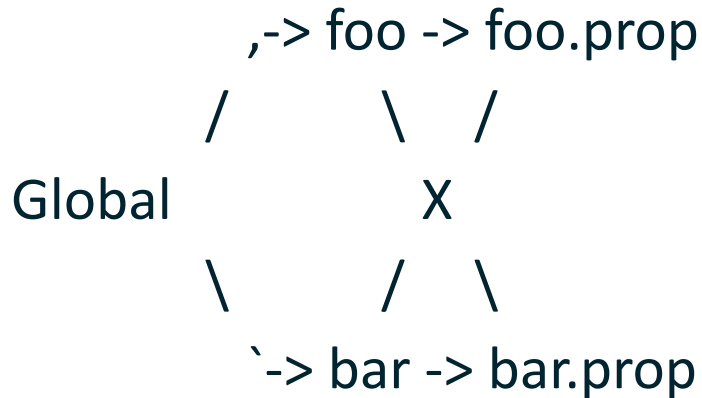 ,-> foo -> foo.prop
/ \ /
Global X
\ / \
`-> bar -> bar.prop